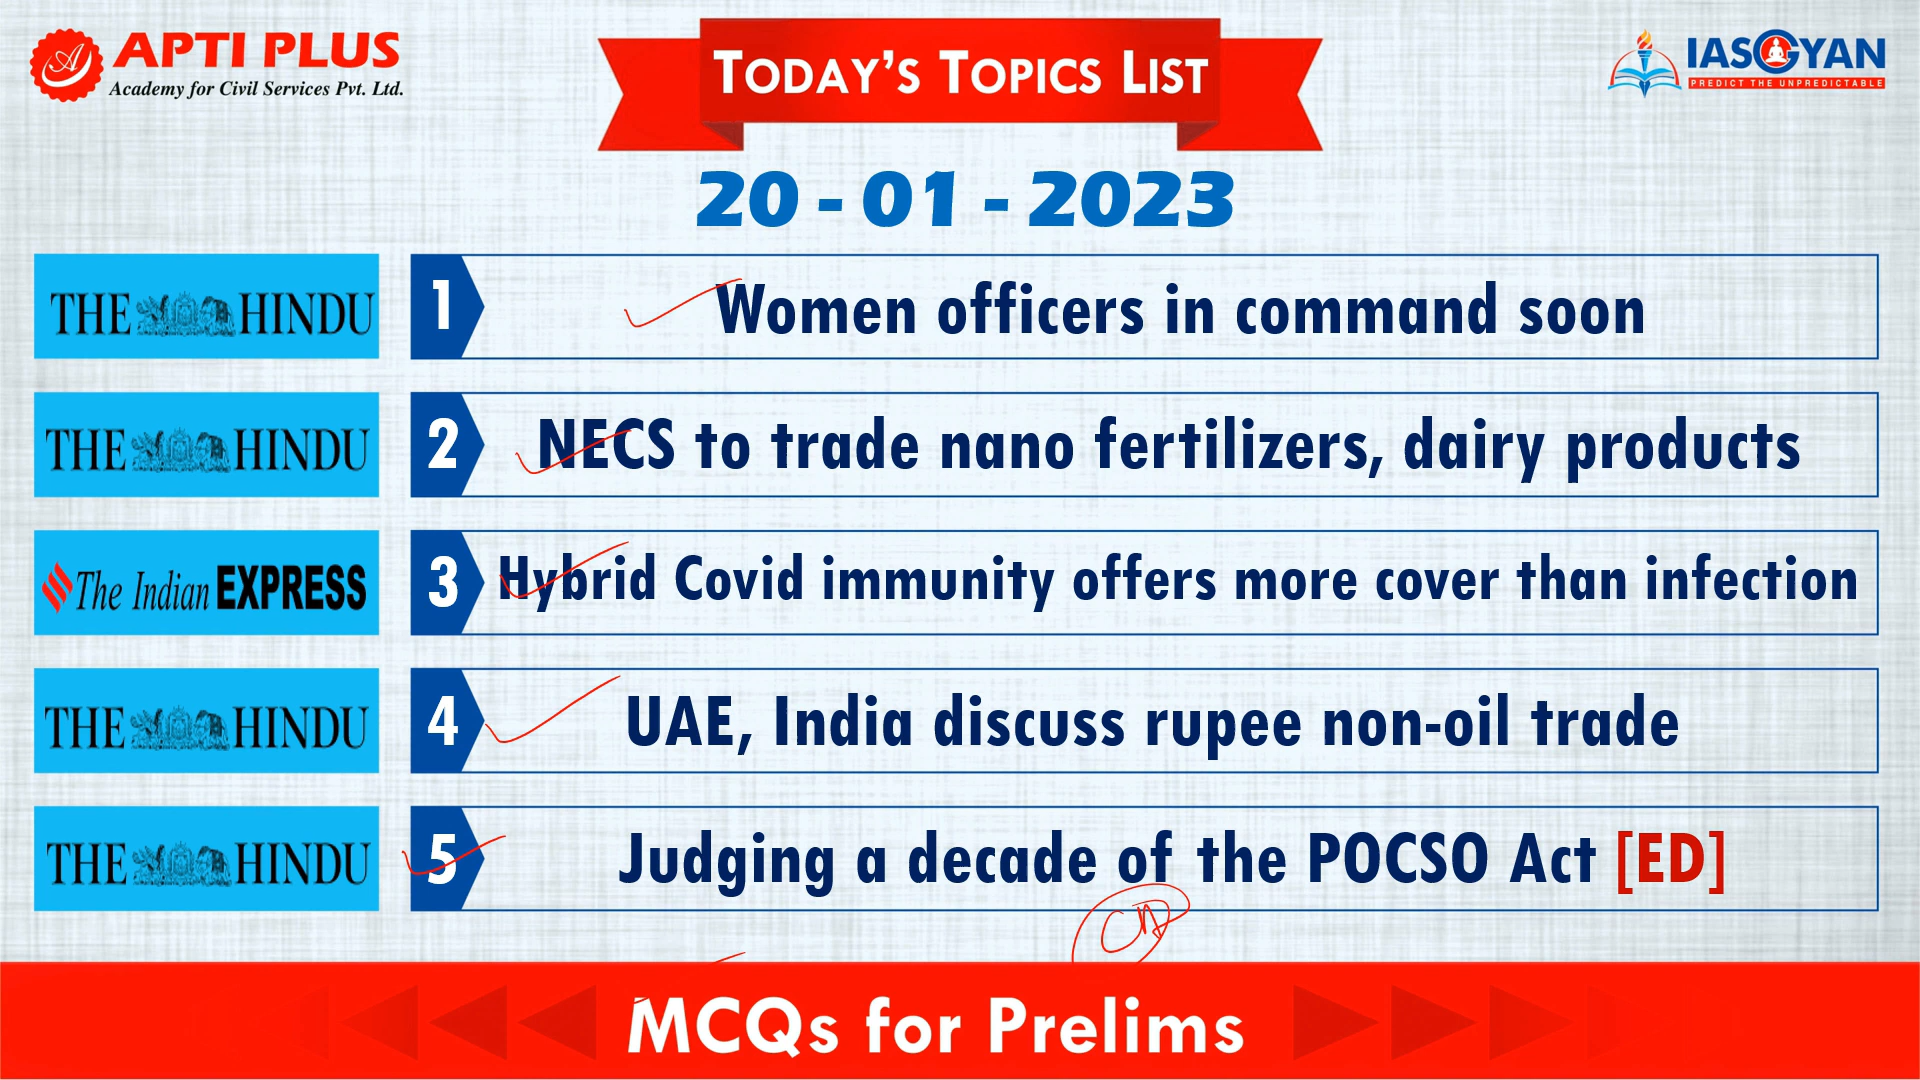 APTI PLUS
Academy for Civil Services Pvt. Ltd.
TODAY'S TOPICS LIST
IASGYAN
PREDICT THE UNPREDICTABLE
20 - 01 - 2023
THE HINDU
1 Women officers in command soon
THE HINDU
2 NECS to trade nano fertilizers, dairy products
The Indian EXPRESS
3 Hybrid Covid immunity offers more cover than infection
THE HINDU
4 UAE, India discuss rupee non-oil trade
THE HINDU
5 Judging a decade of the POCSO Act [ED]
MCQs for Prelims